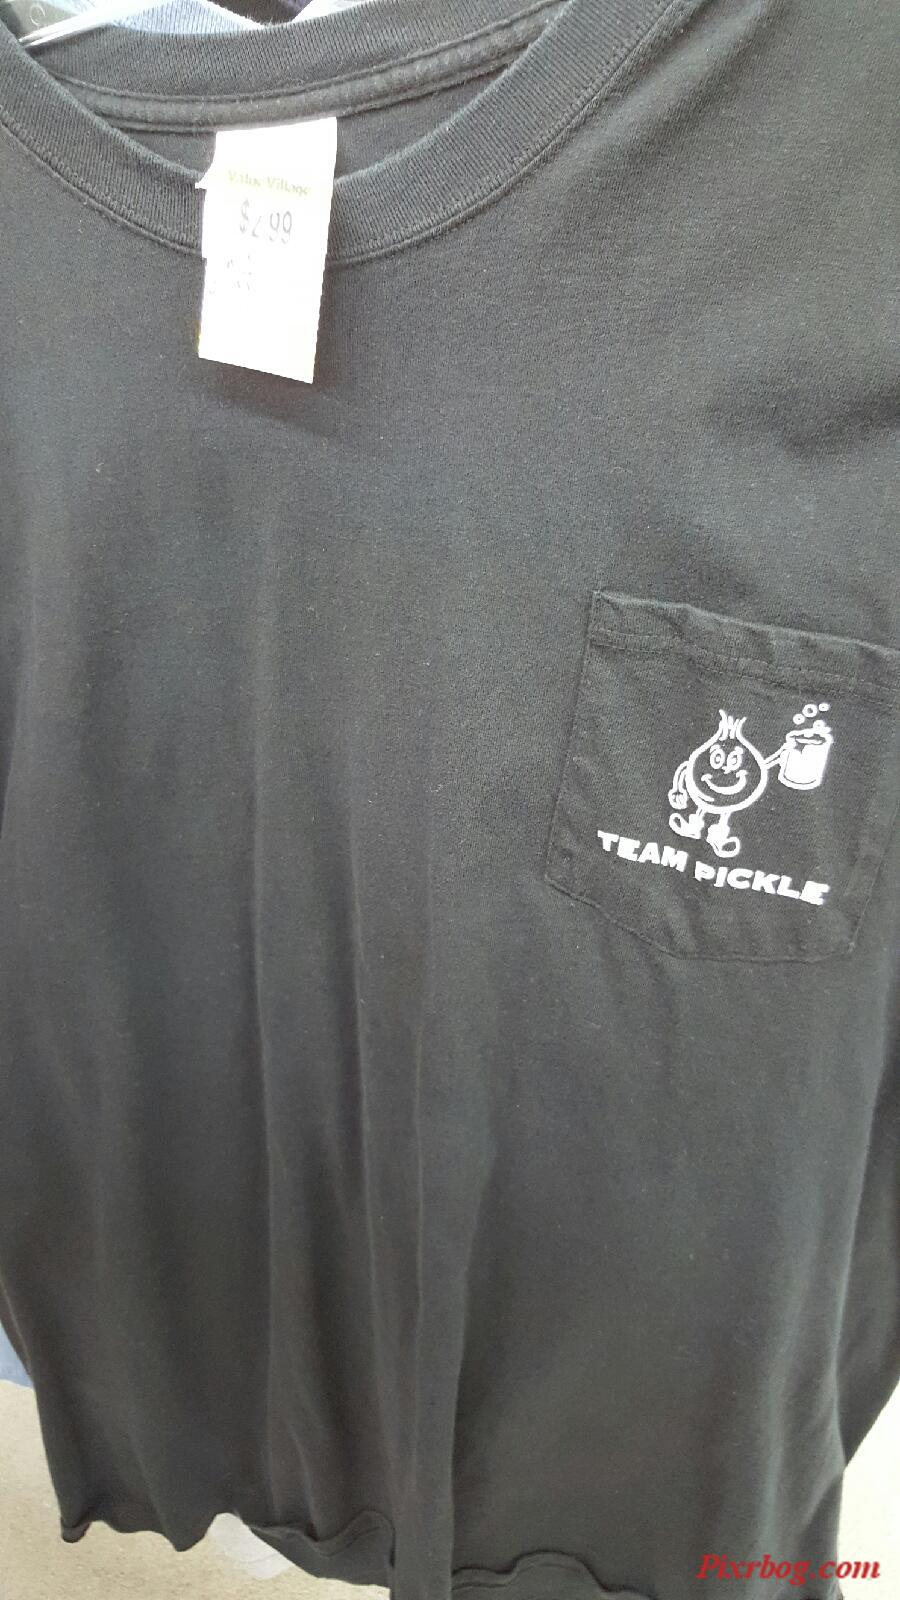 Value Village
$2.99
TEAM PICKLE
Pixrbog.com